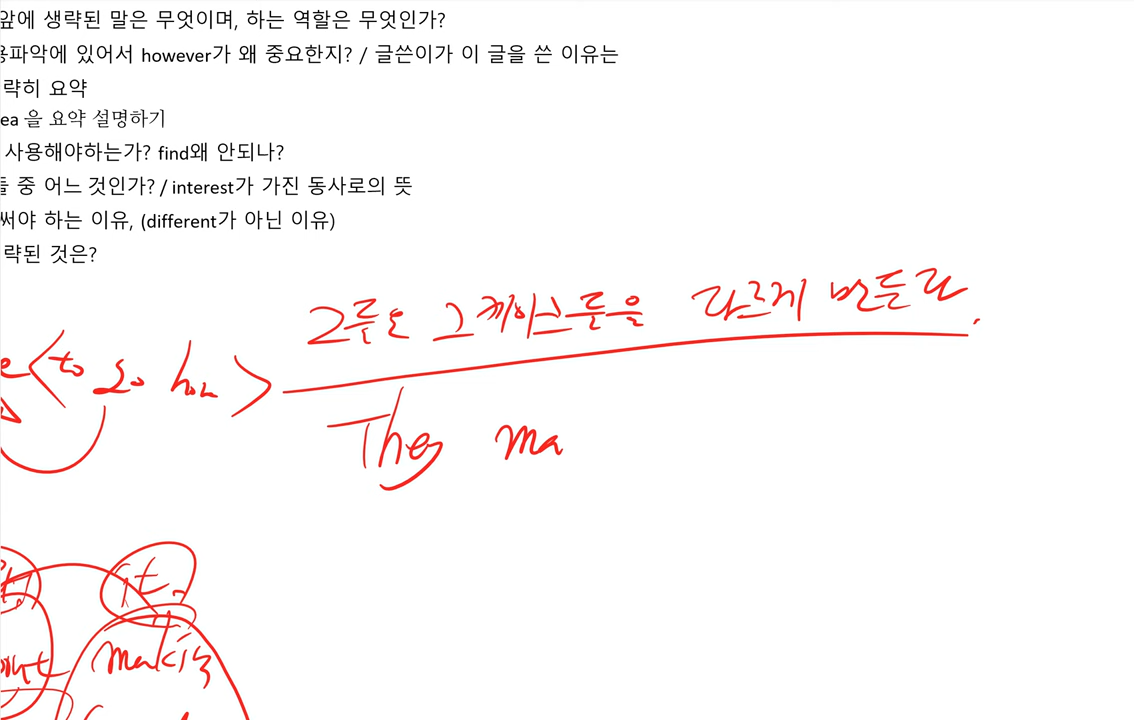 앞에 생략된 말은 무엇이며, 하는 역할은 무엇인가?
용파악에 있어서 however가 왜 중요한지? / 글쓴이가 이 글을 쓴 이유는
략히 요약
ea 을 요약 설명하기
사용해야하는가? find왜 안되나?
들 중 어느 것인가? / interest가 가진 동사로의 뜻
써야 하는 이유, (different가 아닌 이유)
략된 것은?
그들은 그 케이스들을 다르게 만든다.
e <to go home>
They ma
it.
making